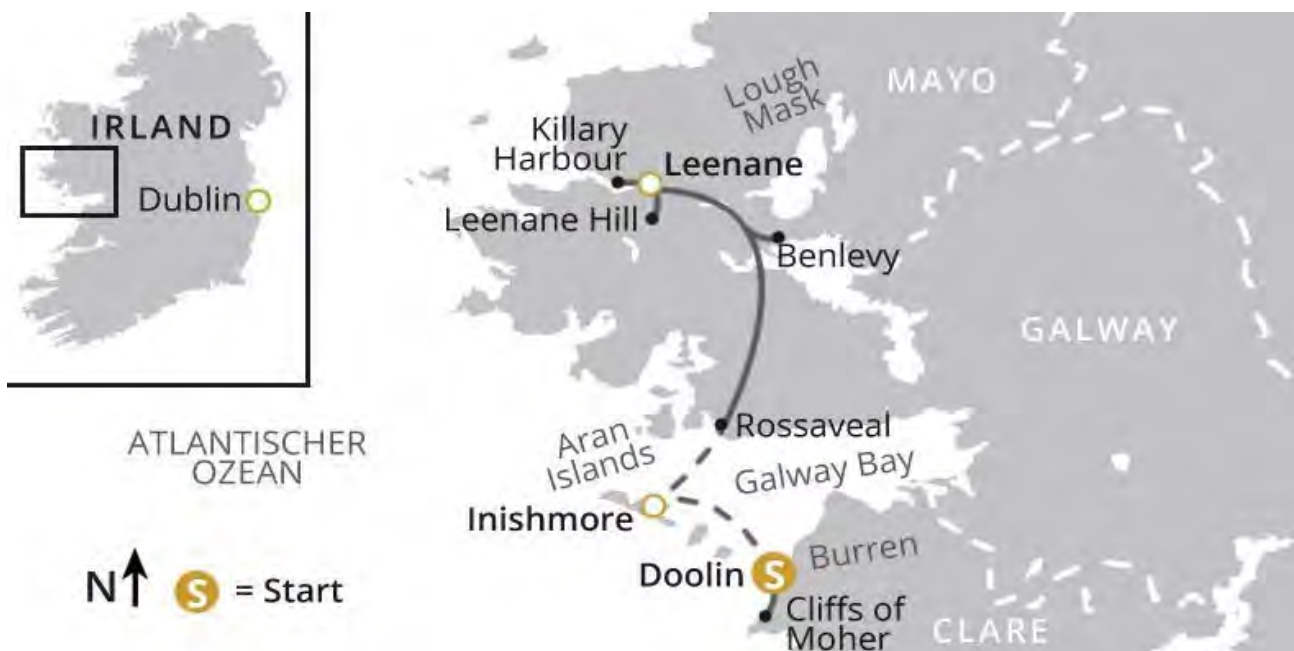 IRLAND
Dublin
ATLANTISCHER
OZEAN
N
S = Start
MAYO
Lough
Mask
Killary
Harbour
Leenane
Leenane Hill
Benlevy
GALWAY
Rossaveal
Aran
Islands
Galway Bay
Inishmore
Burren
Doolin
S
Cliffs of
Moher
CLARE